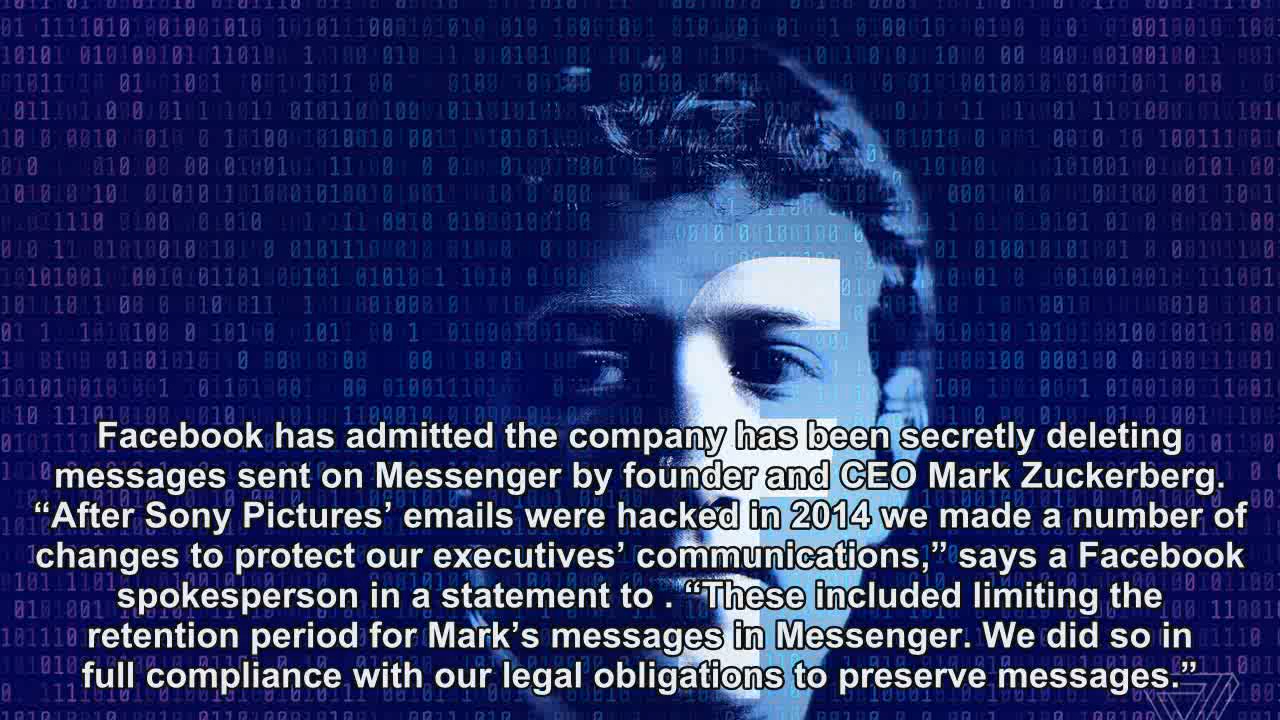 Facebook has admitted the company has been secretly deleting
messages sent on Messenger by founder and CEO Mark Zuckerberg.
“After Sony Pictures’ emails were hacked in 2014 we made a number of
changes to protect our executives’ communications,” says a Facebook
spokesperson in a statement to . “These included limiting the
retention period for Mark’s messages in Messenger. We did so in
full compliance with our legal obligations to preserve messages.”